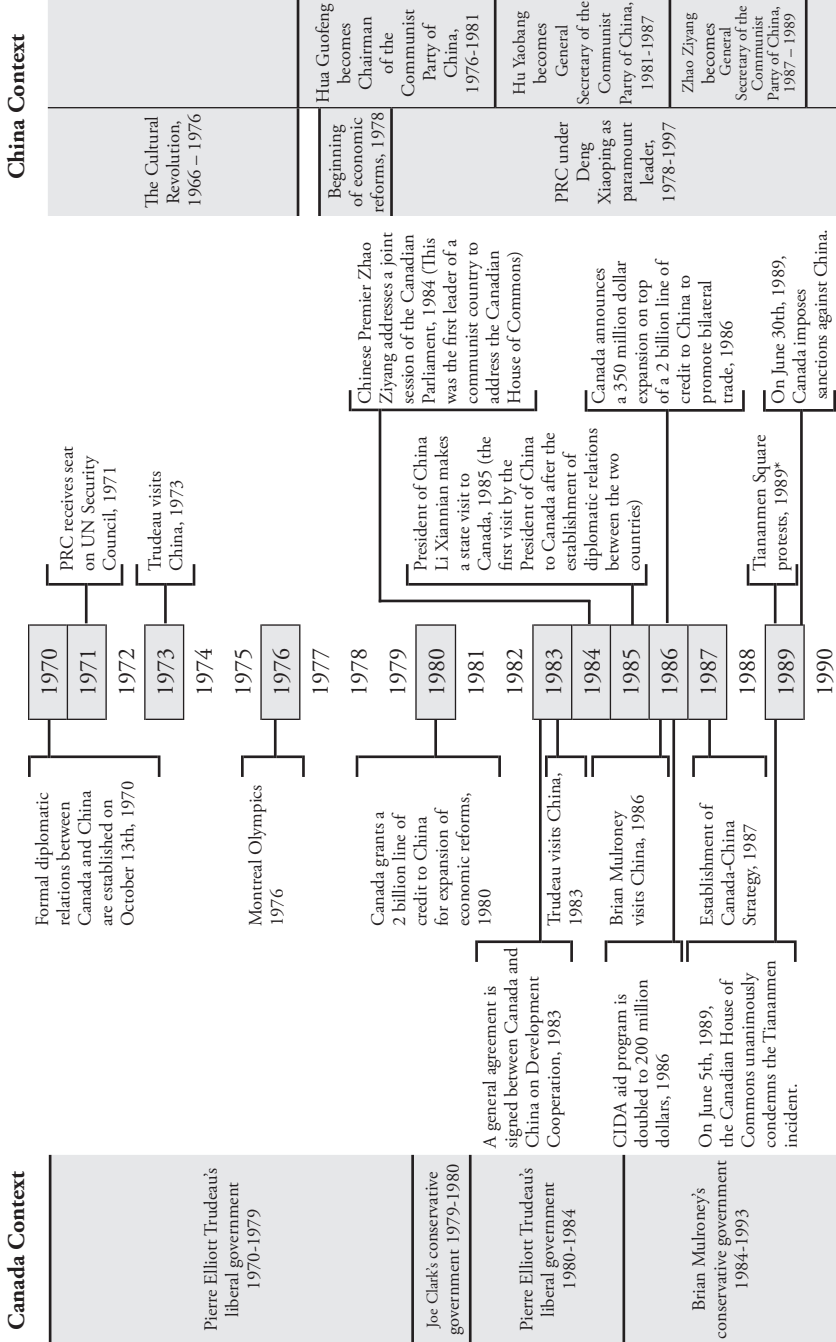 Canada Context
Pierre Elliott Trudeau's
liberal government
1970-1979
Joe Clark's conservative
government 1979-1980
Pierre Elliott Trudeau's
liberal government
1980-1984
Brian Mulroney's
conservative government
1984-1993
Formal diplomatic
relations between
Canada and China
are established on
October 13th, 1970
Montreal Olympics
1976
Canada grants a
2 billion line of
credit to China
for expansion of
economic reforms,
1980
A general agreement is
signed between Canada and
China on Development
Cooperation, 1983
Trudeau visits China,
1983
Brian Mulroney
visits China, 1986
CIDA aid program is
doubled to 200 million
dollars, 1986
Establishment of
Canada-China
Strategy, 1987
On June 5th, 1989,
the Canadian House of
Commons unanimously
condemns the Tiananmen
incident.
1970
1971
1972
1973
1974
1975
1976
1977
1978
1979
1980
1981
1982
1983
1984
1985
1986
1987
1988
1989
1990
PRC receives seat
on UN Security
Council, 1971
Trudeau visits
China, 1973
Chinese Premier Zhao
Ziyang addresses a joint
session of the Canadian
Parliament, 1984 (This
was the first leader of a
communist country to
address the Canadian
House of Commons)
President of China
Li Xiannian makes
a state visit to
Canada, 1985 (the
first visit by the
President of China
to Canada after the
establishment of
diplomatic relations
between the two
countries)
Canada announces
a 350 million dollar
expansion on top
of a 2 billion line of
credit to China to
promote bilateral
trade, 1986
Tiananmen Square
protests, 1989*
On June 30th, 1989,
Canada imposes
sanctions against China.
China Context
The Cultural
Revolution,
1966 – 1976
Beginning
of economic
reforms, 1978
PRC under
Deng
Xiaoping as
paramount
leader,
1978-1997
Hua Guofeng
becomes
Chairman
of the
Communist
Party of
China,
1976-1981
Hu Yaobang
becomes
General
Secretary of the
Communist
Party of China,
1981-1987
Zhao Ziyang
becomes
General
Secretary of the
Communist
Party of China,
1987 – 1989